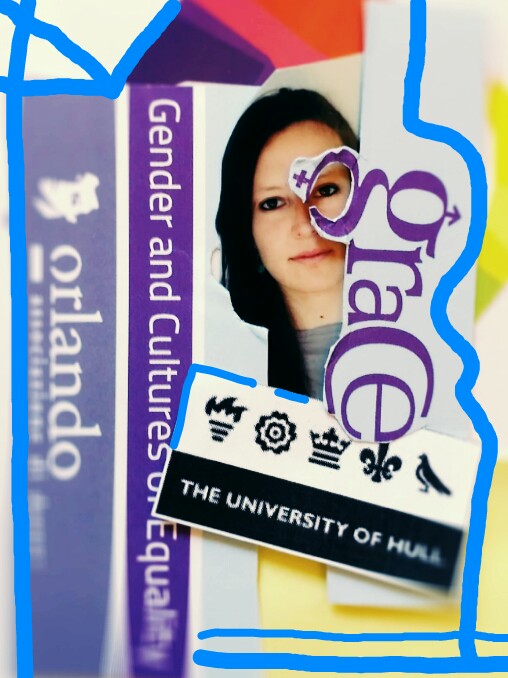 orlando
Gender and Cultures of Equality
graCe
THE UNIVERSITY OF HULL